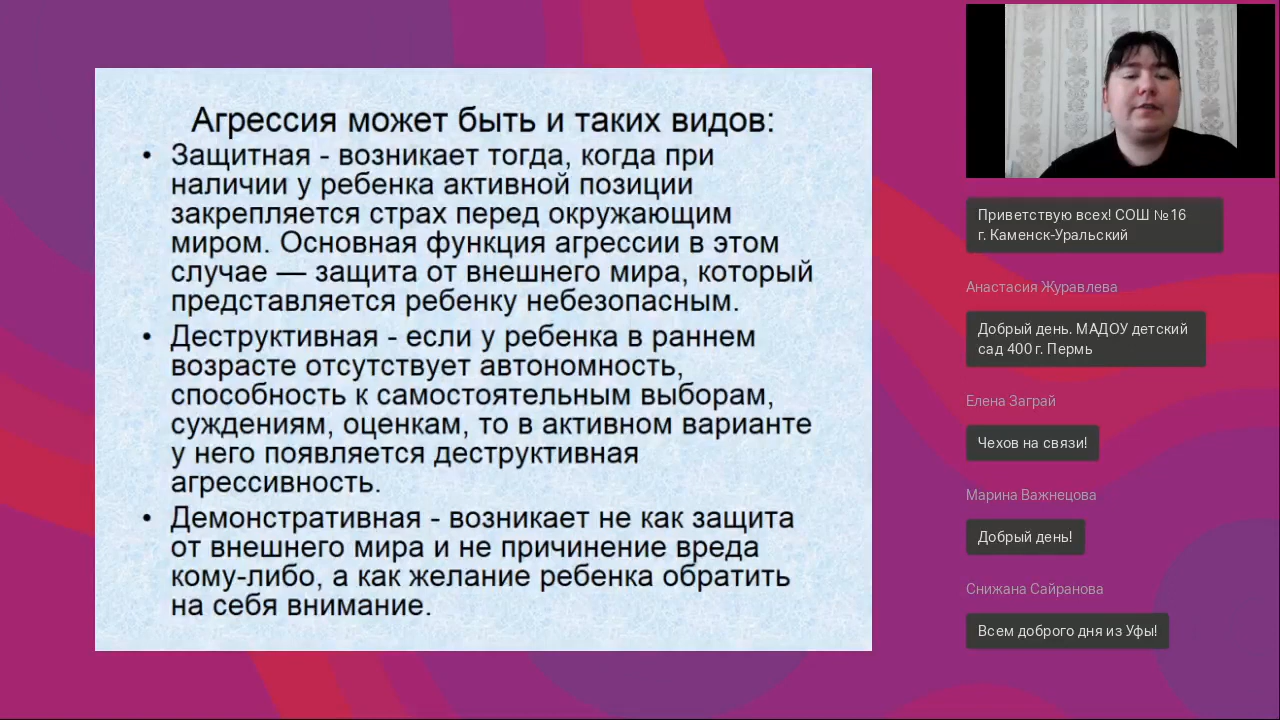 Агрессия может быть и таких видов:
• Защитная - возникает тогда, когда при
наличии у ребенка активной позиции
закрепляется страх перед окружающим
миром. Основная функция агрессии в этом
случае — защита от внешнего мира, который
представляется ребенку небезопасным.
• Деструктивная - если у ребенка в раннем
возрасте отсутствует автономность,
способность к самостоятельным выборам,
суждениям, оценкам, то в активном варианте
у него появляется деструктивная
агрессивность.
• Демонстративная - возникает не как защита
от внешнего мира и не причинение вреда
кому-либо, а как желание ребенка обратить
на себя внимание.
Приветствую всех! СОШ №16
г. Каменск-Уральский
Анастасия Журавлева
Добрый день. МАДОУ детский
сад 400 г. Пермь
Елена Заграй
Чехов на связи!
Марина Важнецова
Добрый день!
Снижана Сайранова
Всем доброго дня из Уфы!